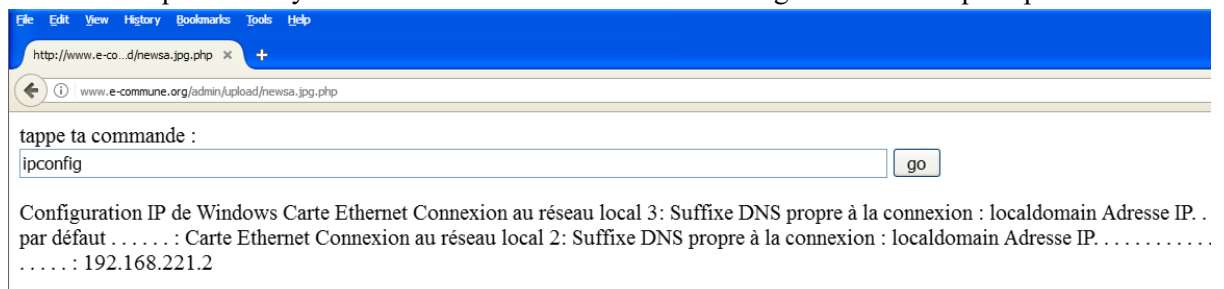 File Edit View History Bookmarks Tools Help
http://www.e-co...d/newsa.jpg.php × +
www.e-commune.org/admin/upload/newsa.jpg.php
tappe ta commande :
ipconfig go
Configuration IP de Windows Carte Ethernet Connexion au réseau local 3: Suffixe DNS propre à la connexion : localdomain Adresse IP. .
par défaut . . . . . . : Carte Ethernet Connexion au réseau local 2: Suffixe DNS propre à la connexion : localdomain Adresse IP. . . . . . . . . . . .
. . . . . : 192.168.221.2